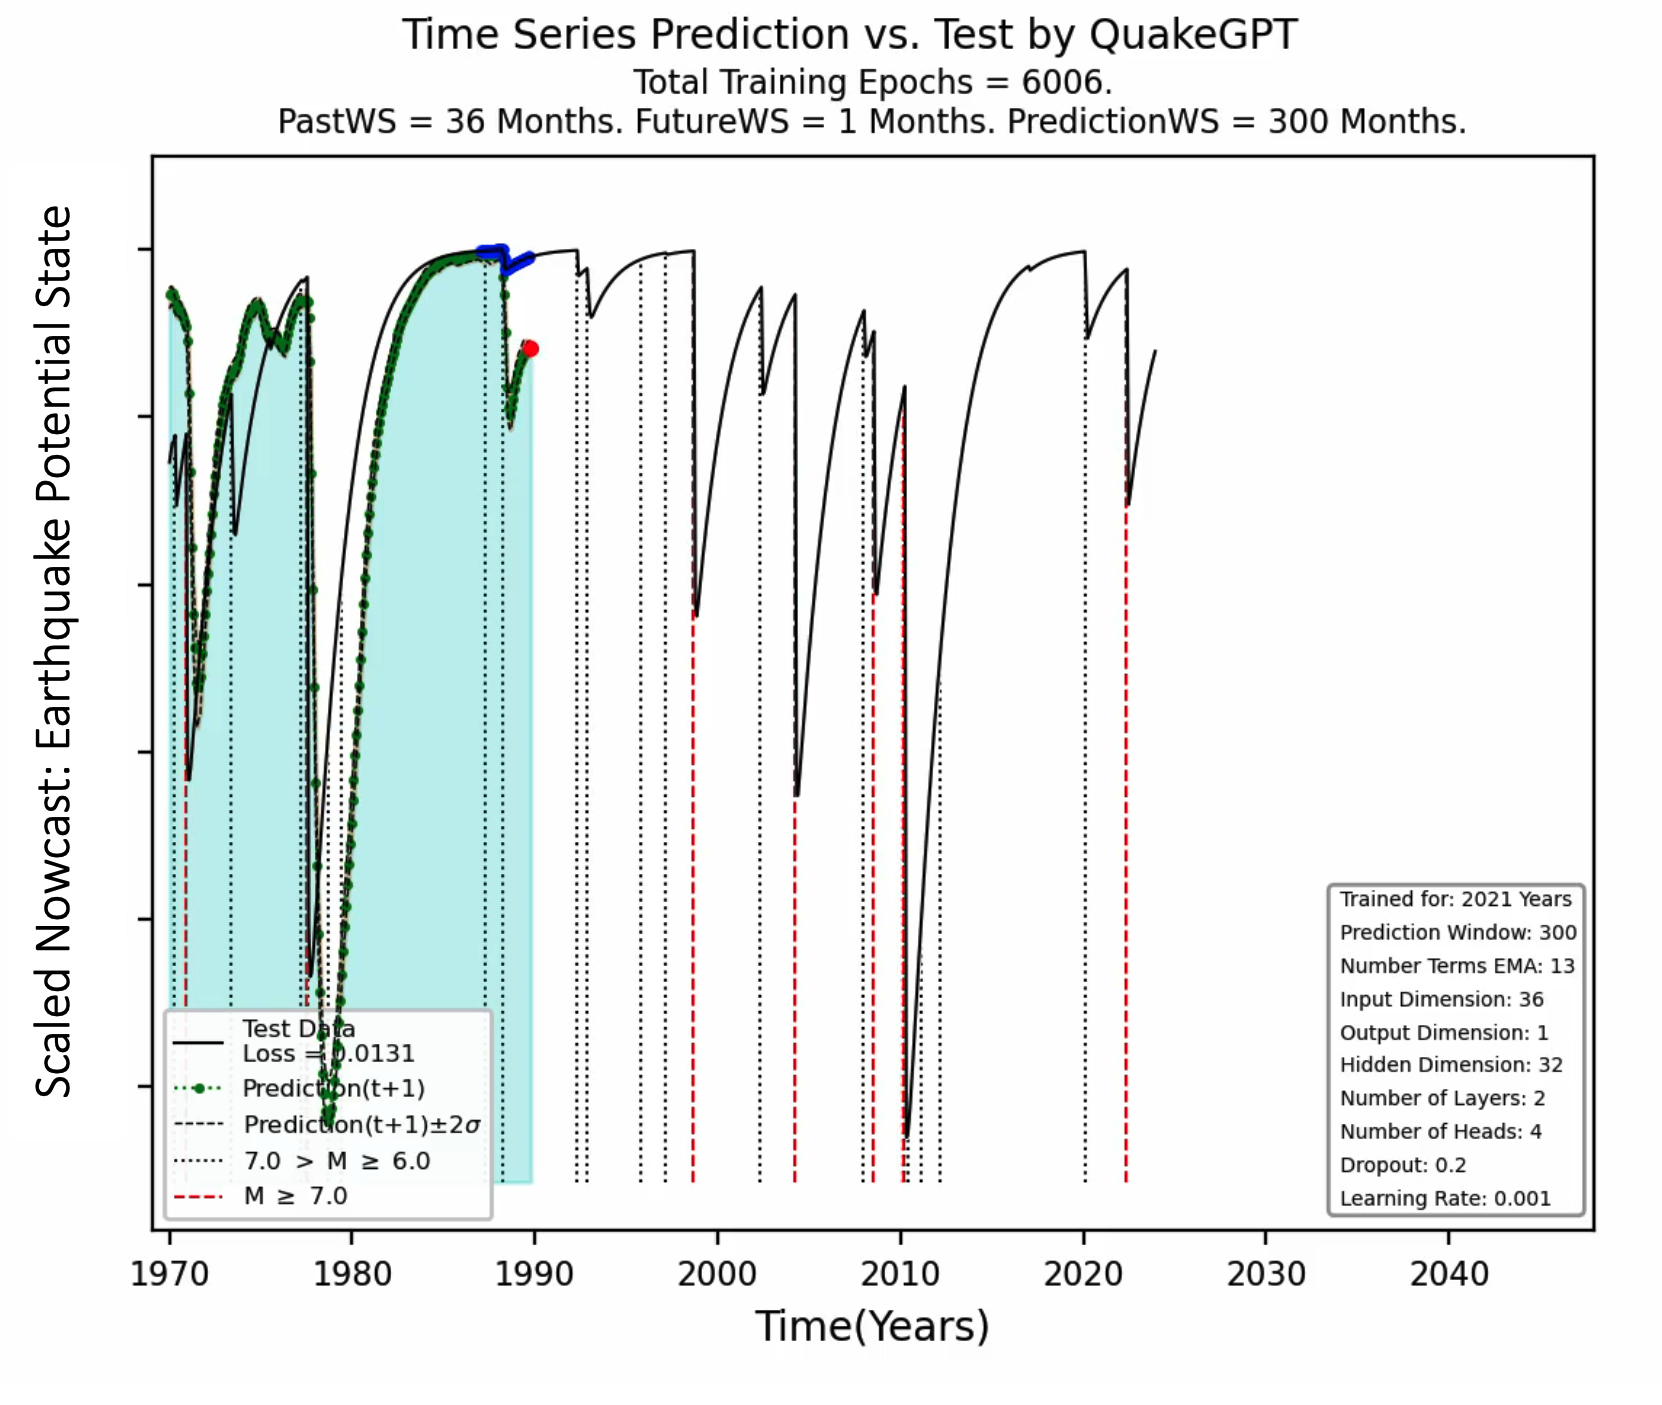 Time Series Prediction vs. Test by QuakeGPT
Total Training Epochs = 6006.
PastWS = 36 Months. FutureWS = 1 Months. PredictionWS = 300 Months.
Scaled Nowcast: Earthquake Potential State
Test Data
Loss = 0.0131
Prediction(t+1)
Prediction(t+1)±2σ
7.0 > M ≥ 6.0
M ≥ 7.0
Trained for: 2021 Years
Prediction Window: 300
Number Terms EMA: 13
Input Dimension: 36
Output Dimension: 1
Hidden Dimension: 32
Number of Layers: 2
Number of Heads: 4
Dropout: 0.2
Learning Rate: 0.001
1970 1980 1990 2000 2010 2020 2030 2040
Time(Years)